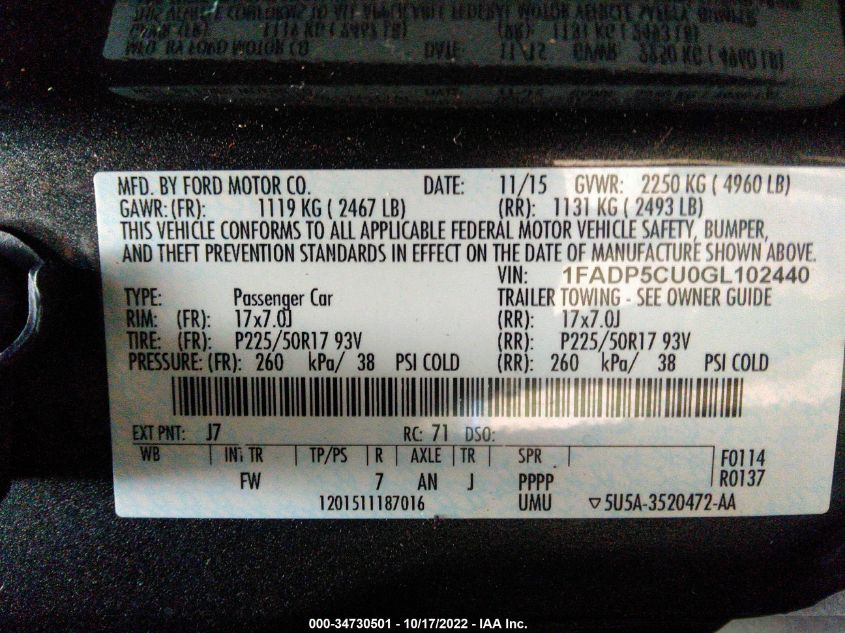 MFD. BY FORD MOTOR CO. DATE: 11/15 GVWR: 2250 KG ( 4960 LB)
GAWR: (FR): 1119 KG ( 2467 LB) (RR): 1131 KG ( 2493 LB)
THIS VEHICLE CONFORMS TO ALL APPLICABLE FEDERAL MOTOR VEHICLE SAFETY, BUMPER,
AND THEFT PREVENTION STANDARDS IN EFFECT ON THE DATE OF MANUFACTURE SHOWN ABOVE.
VIN: 1FADP5CU0GL102440
TYPE: Passenger Car TRAILER TOWING - SEE OWNER GUIDE
RIM: (FR): 17x7.0J (RR): 17x7.0J
TIRE: (FR): P225/50R17 93V (RR): P225/50R17 93V
PRESSURE: (FR): 260 kPa/ 38 PSI COLD (RR): 260 kPa/ 38 PSI COLD
EXT PNT: J7 RC: 71 DSO:
WB INT TR TP/PS R AXLE TR SPR F0114
FW 7 AN J PPPP R0137
1201511187016 UMU ▽5U5A-3520472-AA
000-34730501 - 10/17/2022 - IAA Inc.